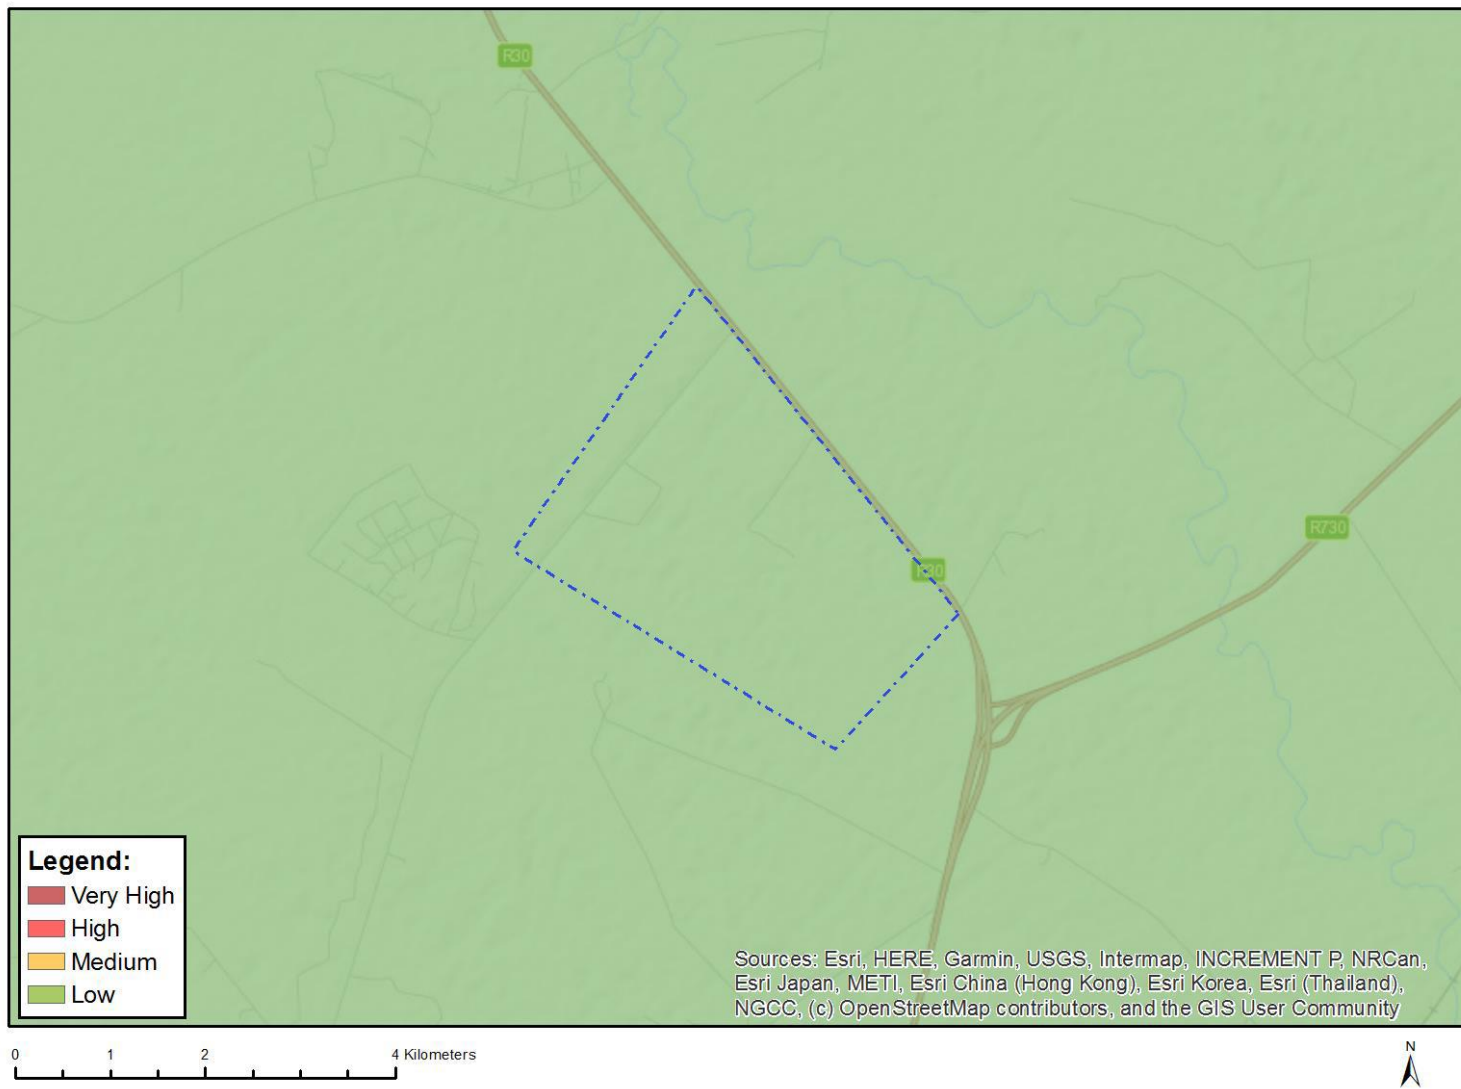 R30
R30
R730
Legend:
Very High
High
Medium
Low
Sources: Esri, HERE, Garmin, USGS, Intermap, INCREMENT P, NRCan,
Esri Japan, METI, Esri China (Hong Kong), Esri Korea, Esri (Thailand),
NGCC, (c) OpenStreetMap contributors, and the GIS User Community
0 1 2 4 Kilometers
N